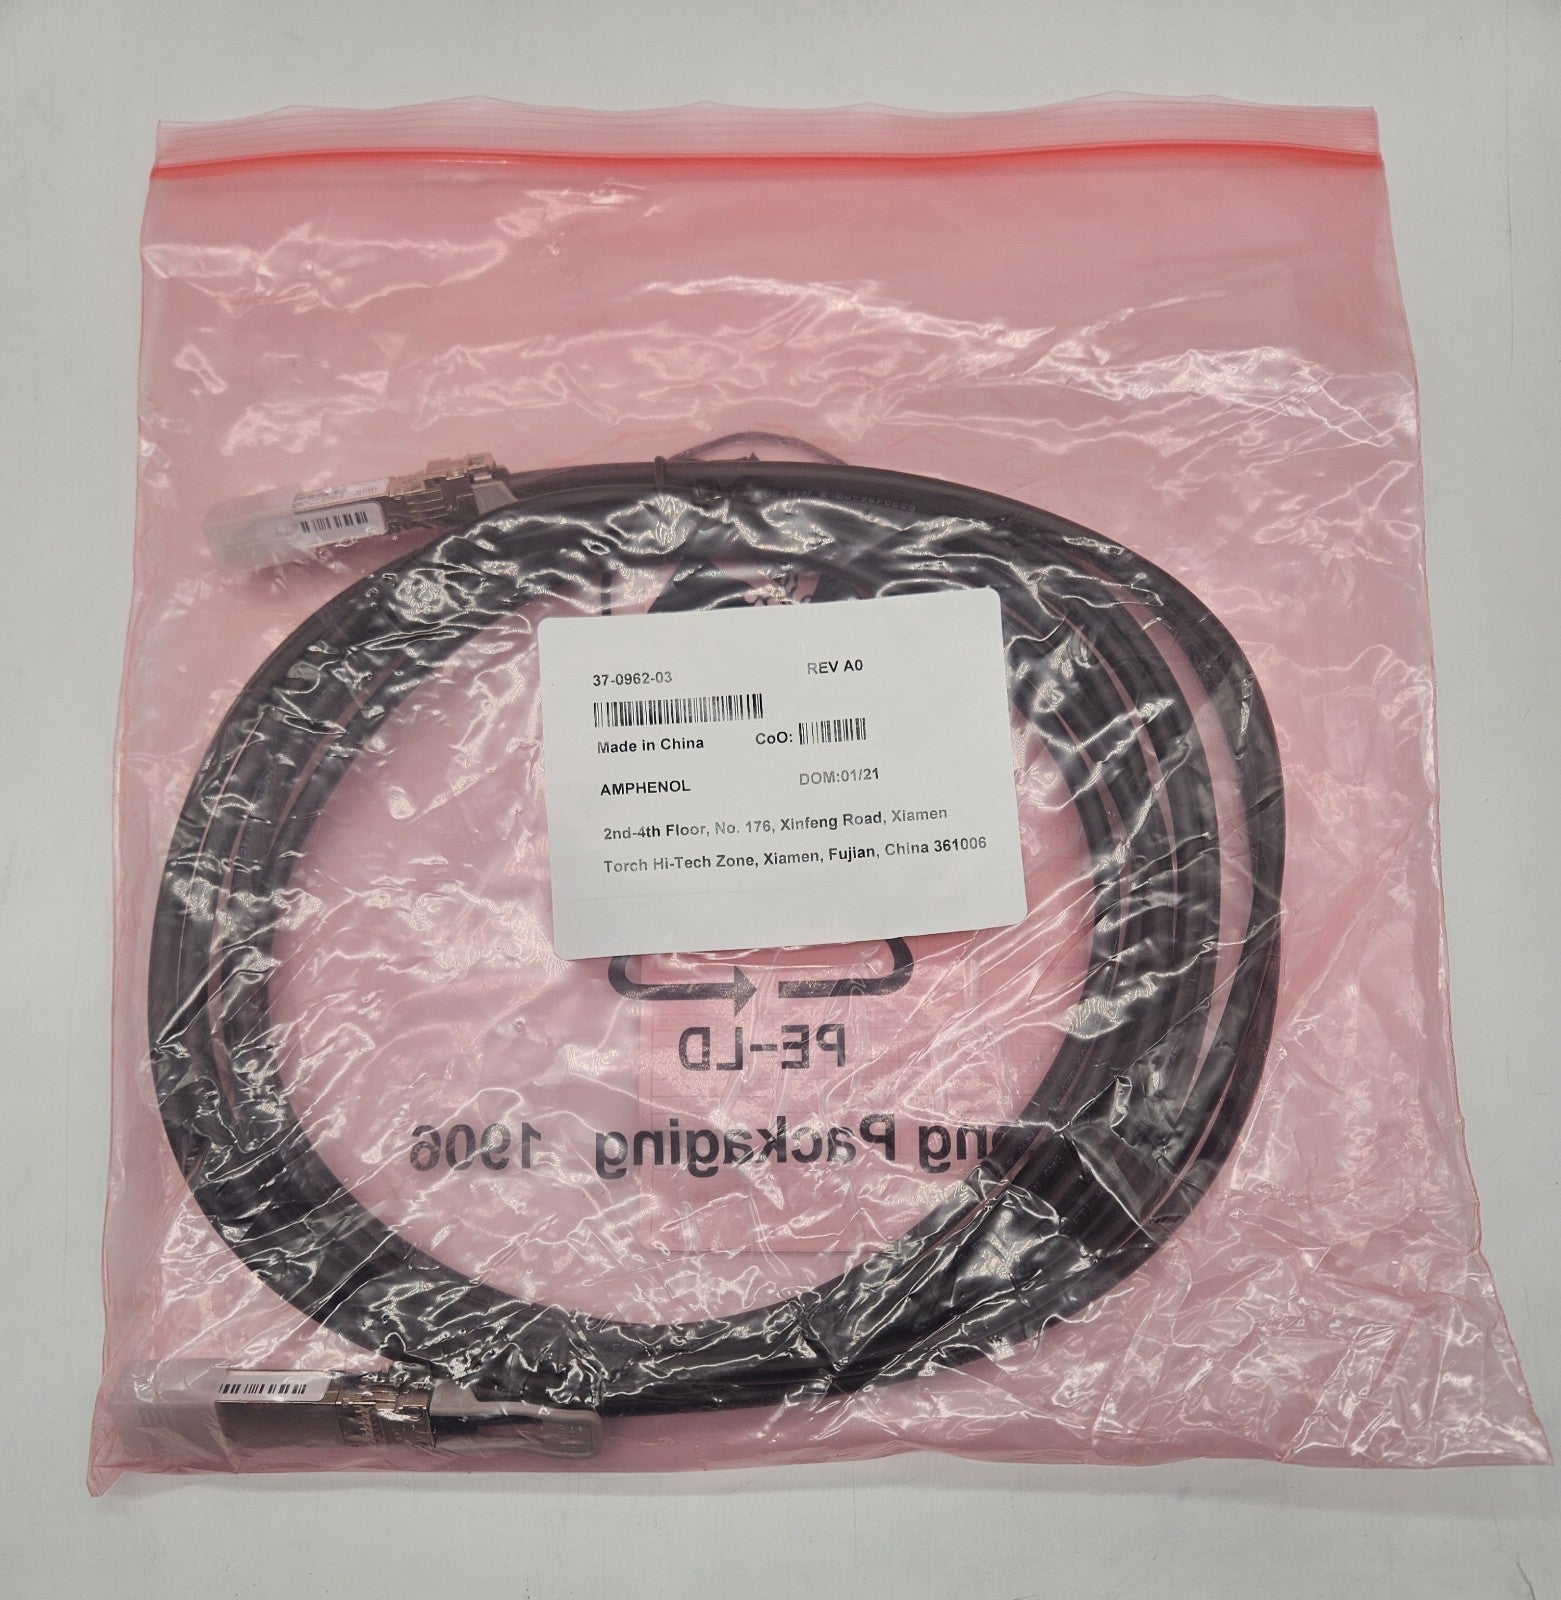 37-0962-03 REV A0
Made in China CoO:
AMPHENOL DOM:01/21
2nd-4th Floor, No. 176, Xinfeng Road, Xiamen
Torch Hi-Tech Zone, Xiamen, Fujian, China 361006
PE-LD
Packaging 1906